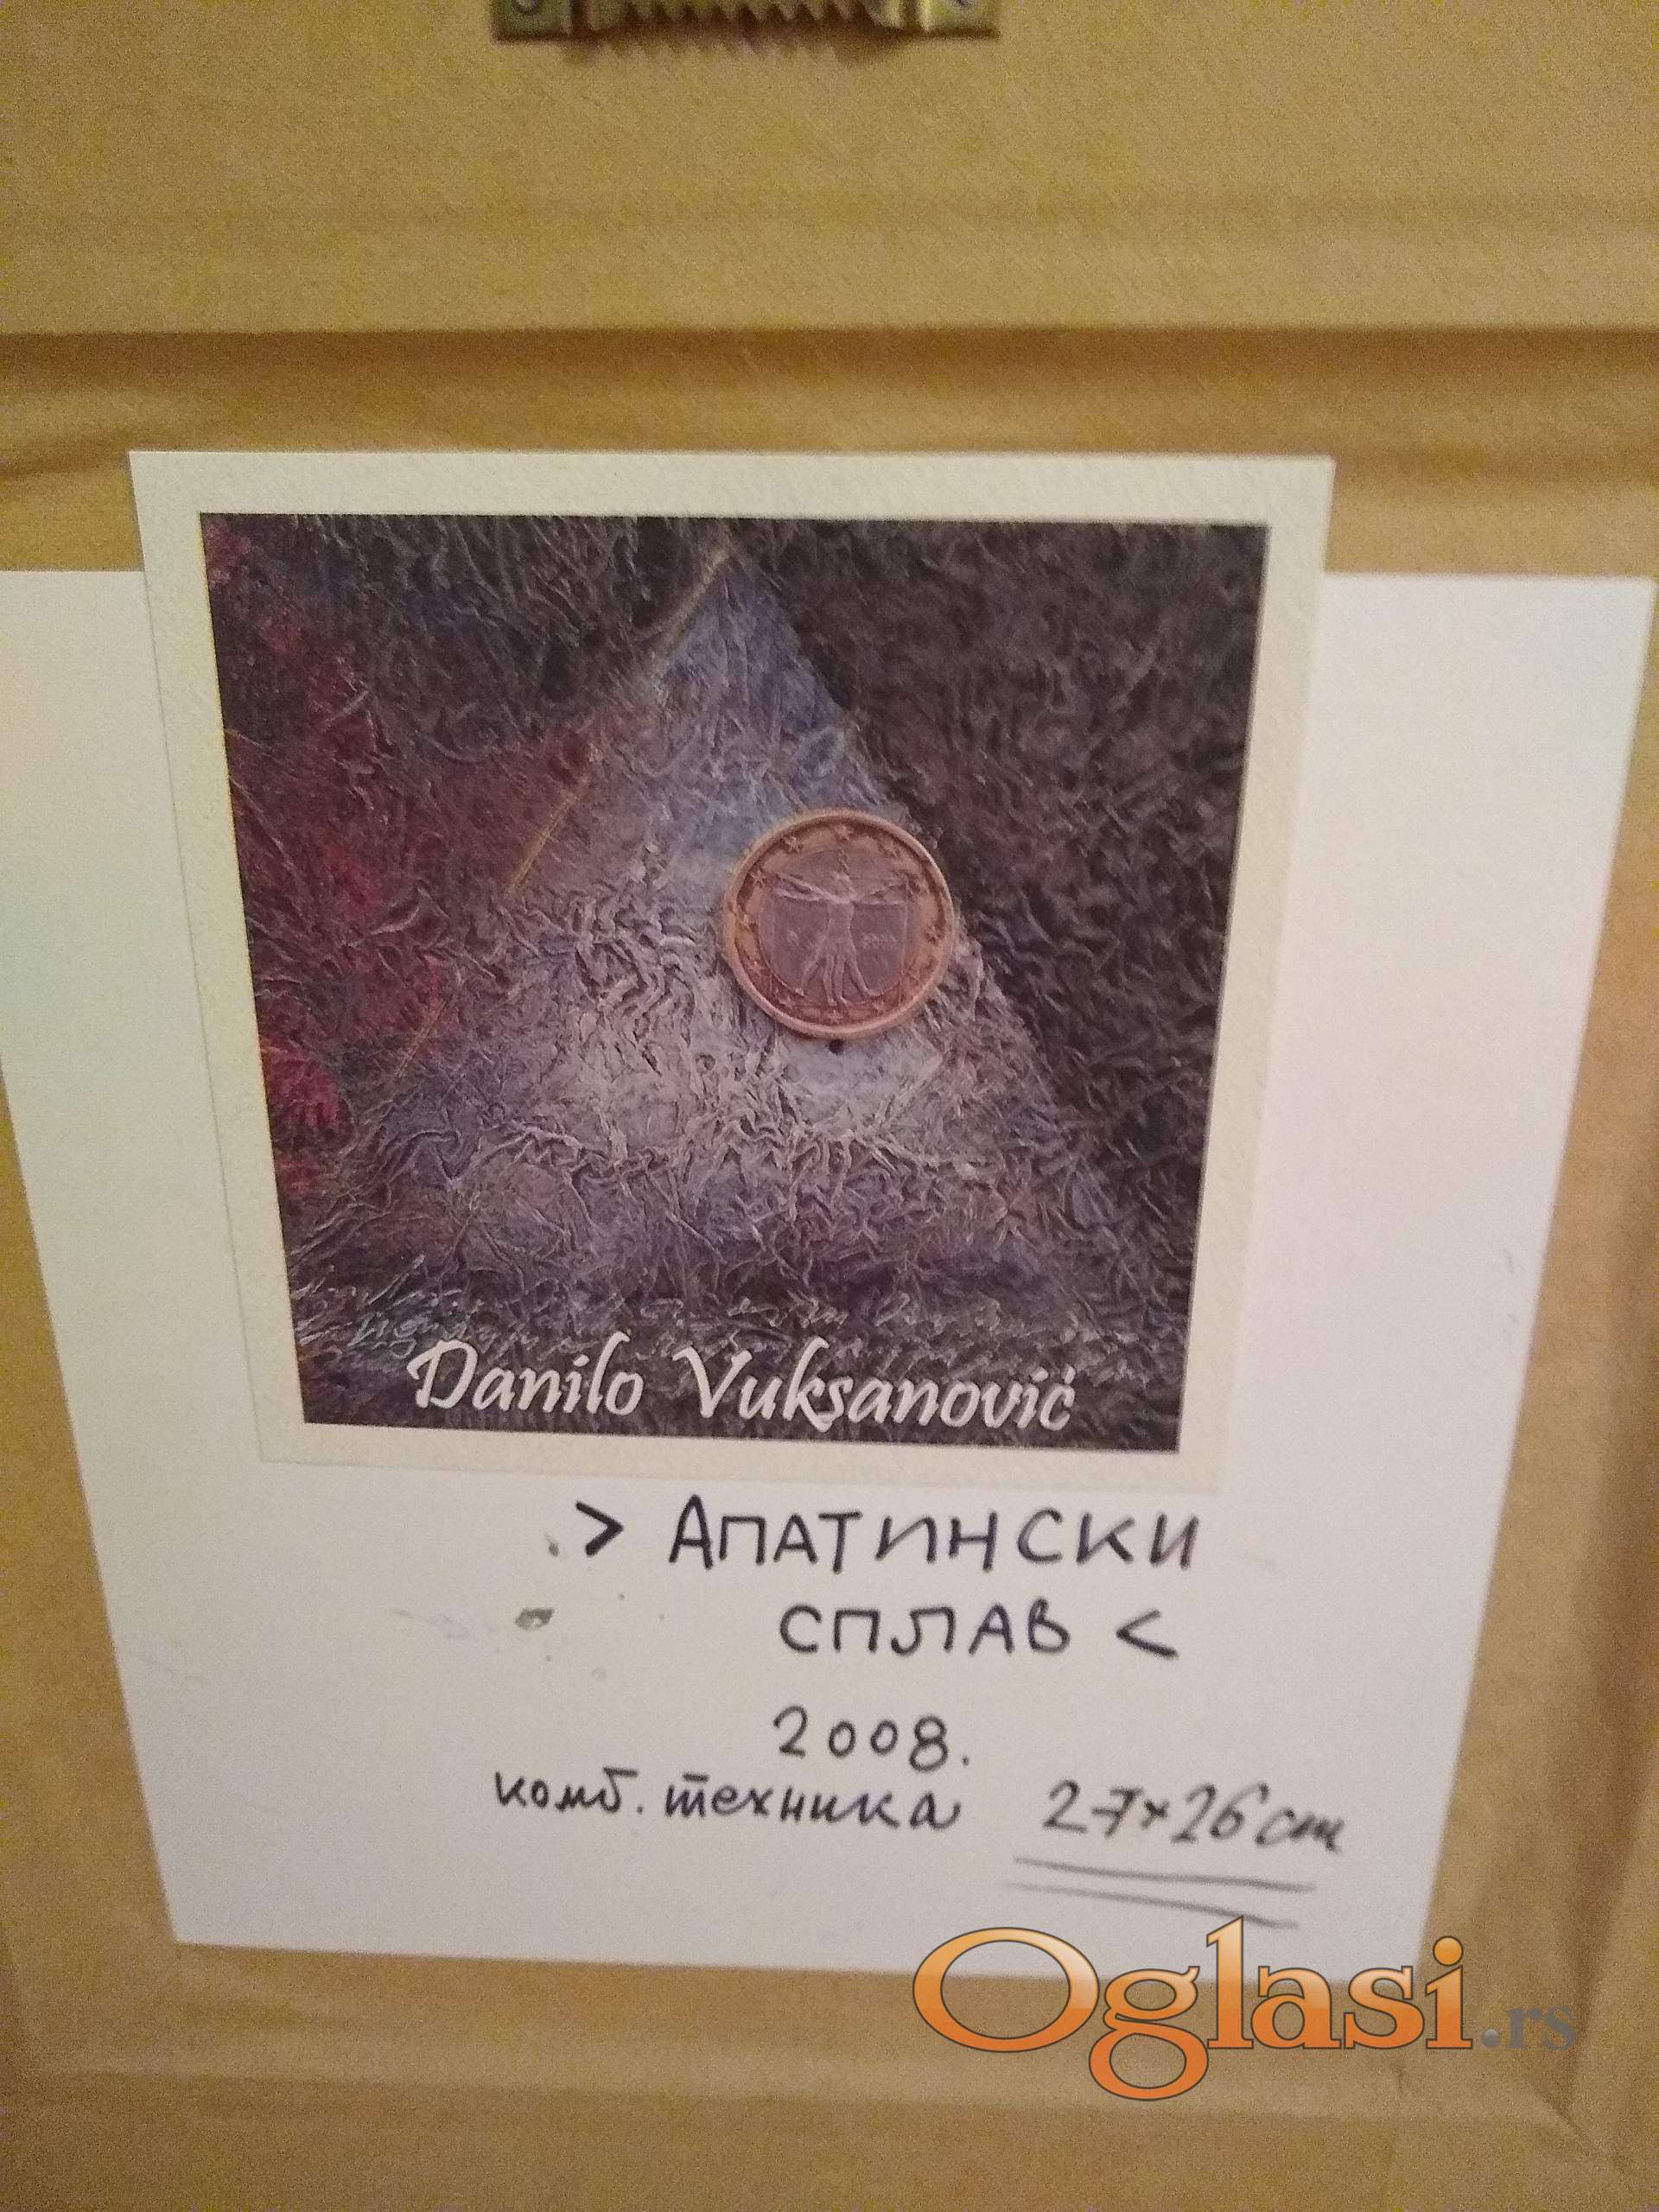 Danilo Vuksanović
> АПАТИНСКИ
СПЛАВ <
2008.
комб. техника 27×26 cm
Oglasi.rs